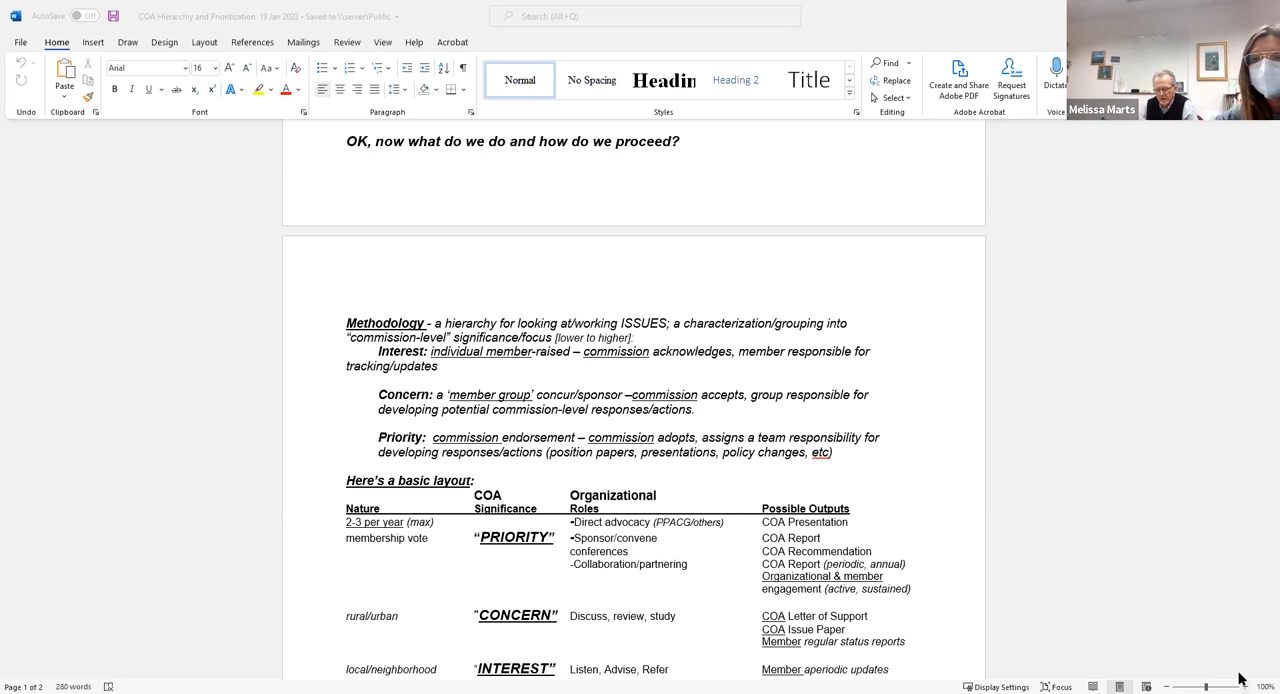 AutoSave Off COA Hierarchiy and Prioritization 19 Jan 2022 • Saved to \\server\Public Search (Alt+Q)
File Home Insert Draw Design Layout References Mailings Review View Help Acrobat
Paste Arial 16 Normal No Spacing Headin Heading 2 Title Find Replace Select Create and Share Adobe PDF Request Signatures Dictat
Undo Clipboard Font Paragraph Styles Editing Adobe Acrobat Voice
Melissa Marts
OK, now what do we do and how do we proceed?
Methodology - a hierarchy for looking at/working ISSUES; a characterization/grouping into
“commission-level” significance/focus [lower to higher]:
Interest: individual member-raised – commission acknowledges, member responsible for
tracking/updates
Concern: a ‘member group’ concur/sponsor –commission accepts, group responsible for
developing potential commission-level responses/actions.
Priority: commission endorsement – commission adopts, assigns a team responsibility for
developing responses/actions (position papers, presentations, policy changes, etc)
Here’s a basic layout:
COA Organizational
Nature Significance Roles Possible Outputs
2-3 per year (max) -Direct advocacy (PPACG/others) COA Presentation
membership vote “PRIORITY” -Sponsor/convene COA Report
conferences COA Recommendation
-Collaboration/partnering COA Report (periodic, annual)
Organizational & member
engagement (active, sustained)
rural/urban “CONCERN” Discuss, review, study COA Letter of Support
COA Issue Paper
Member regular status reports
local/neighborhood “INTEREST” Listen, Advise, Refer Member aperiodic updates
Page 1 of 2 280 words Display Settings Focus 100%